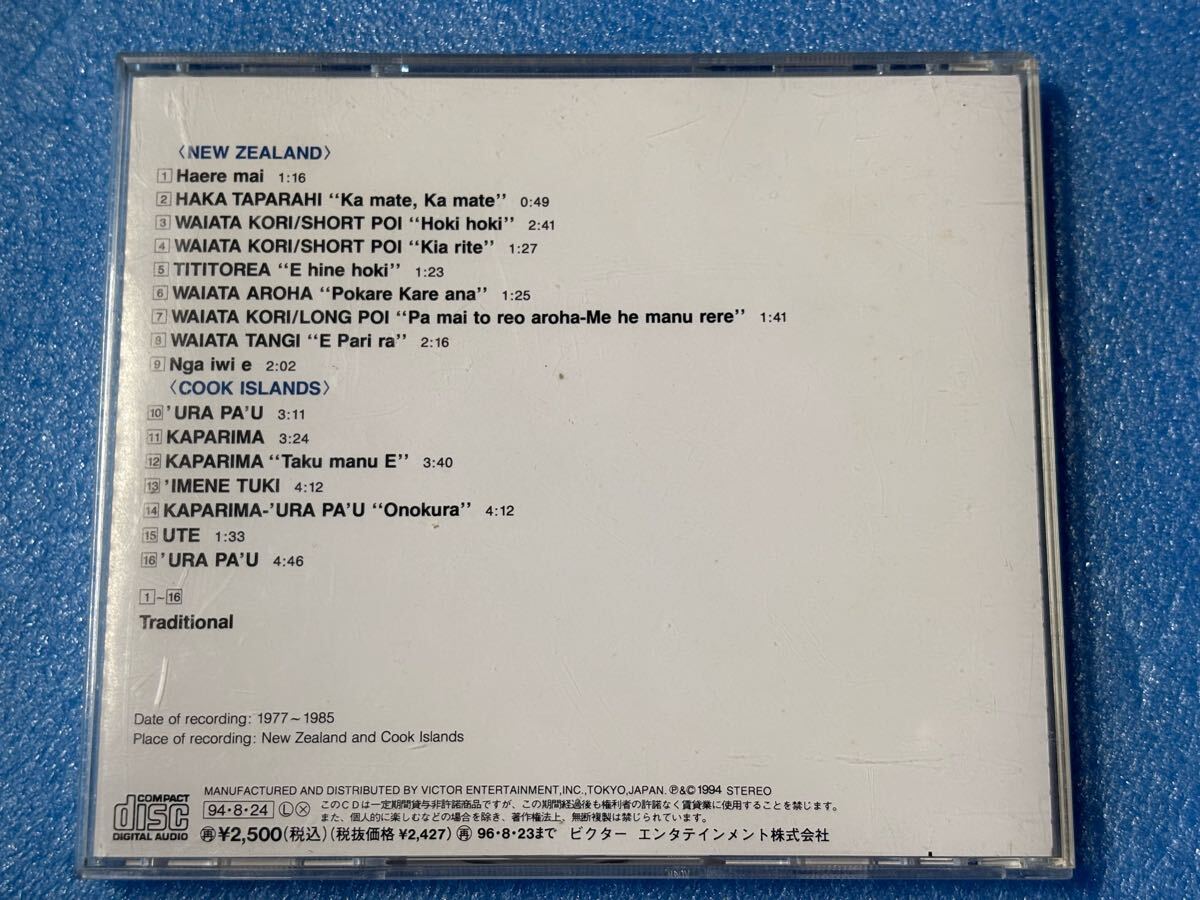 〈NEW ZEALAND〉
1 Haere mai 1:16
2 HAKA TAPARAHI “Ka mate, Ka mate” 0:49
3 WAIATA KORI/SHORT POI “Hoki hoki” 2:41
4 WAIATA KORI/SHORT POI “Kia rite” 1:27
5 TITITOREA “E hine hoki” 1:23
6 WAIATA AROHA “Pokare Kare ana” 1:25
7 WAIATA KORI/LONG POI “Pa mai to reo aroha-Me he manu rere” 1:41
8 WAIATA TANGI “E Pari ra” 2:16
9 Nga iwi e 2:02
〈COOK ISLANDS〉
10 ’URA PA’U 3:11
11 KAPARIMA 3:24
12 KAPARIMA “Taku manu E” 3:40
13 ’IMENE TUKI 4:12
14 KAPARIMA-’URA PA’U “Onokura” 4:12
15 UTE 1:33
16 ’URA PA’U 4:46
1~16
Traditional
Date of recording: 1977~1985
Place of recording: New Zealand and Cook Islands
MANUFACTURED AND DISTRIBUTED BY VICTOR ENTERTAINMENT,INC.,TOKYO,JAPAN. ℗&©1994 STEREO
COMPACT disc DIGITAL AUDIO
94・8・24 Ⓛ Ⓧ このCDは一定期間貸与非許諾商品ですが、この期間経過後も権利者の許諾なく賃貸業に使用することを禁じます。
また、個人的に楽しむなどの場合を除き、著作権法上、無断複製は禁じられています。
再 ¥2,500(税込)(税抜価格 ¥2,427) 再 96・8・23まで ビクター エンタテインメント株式会社